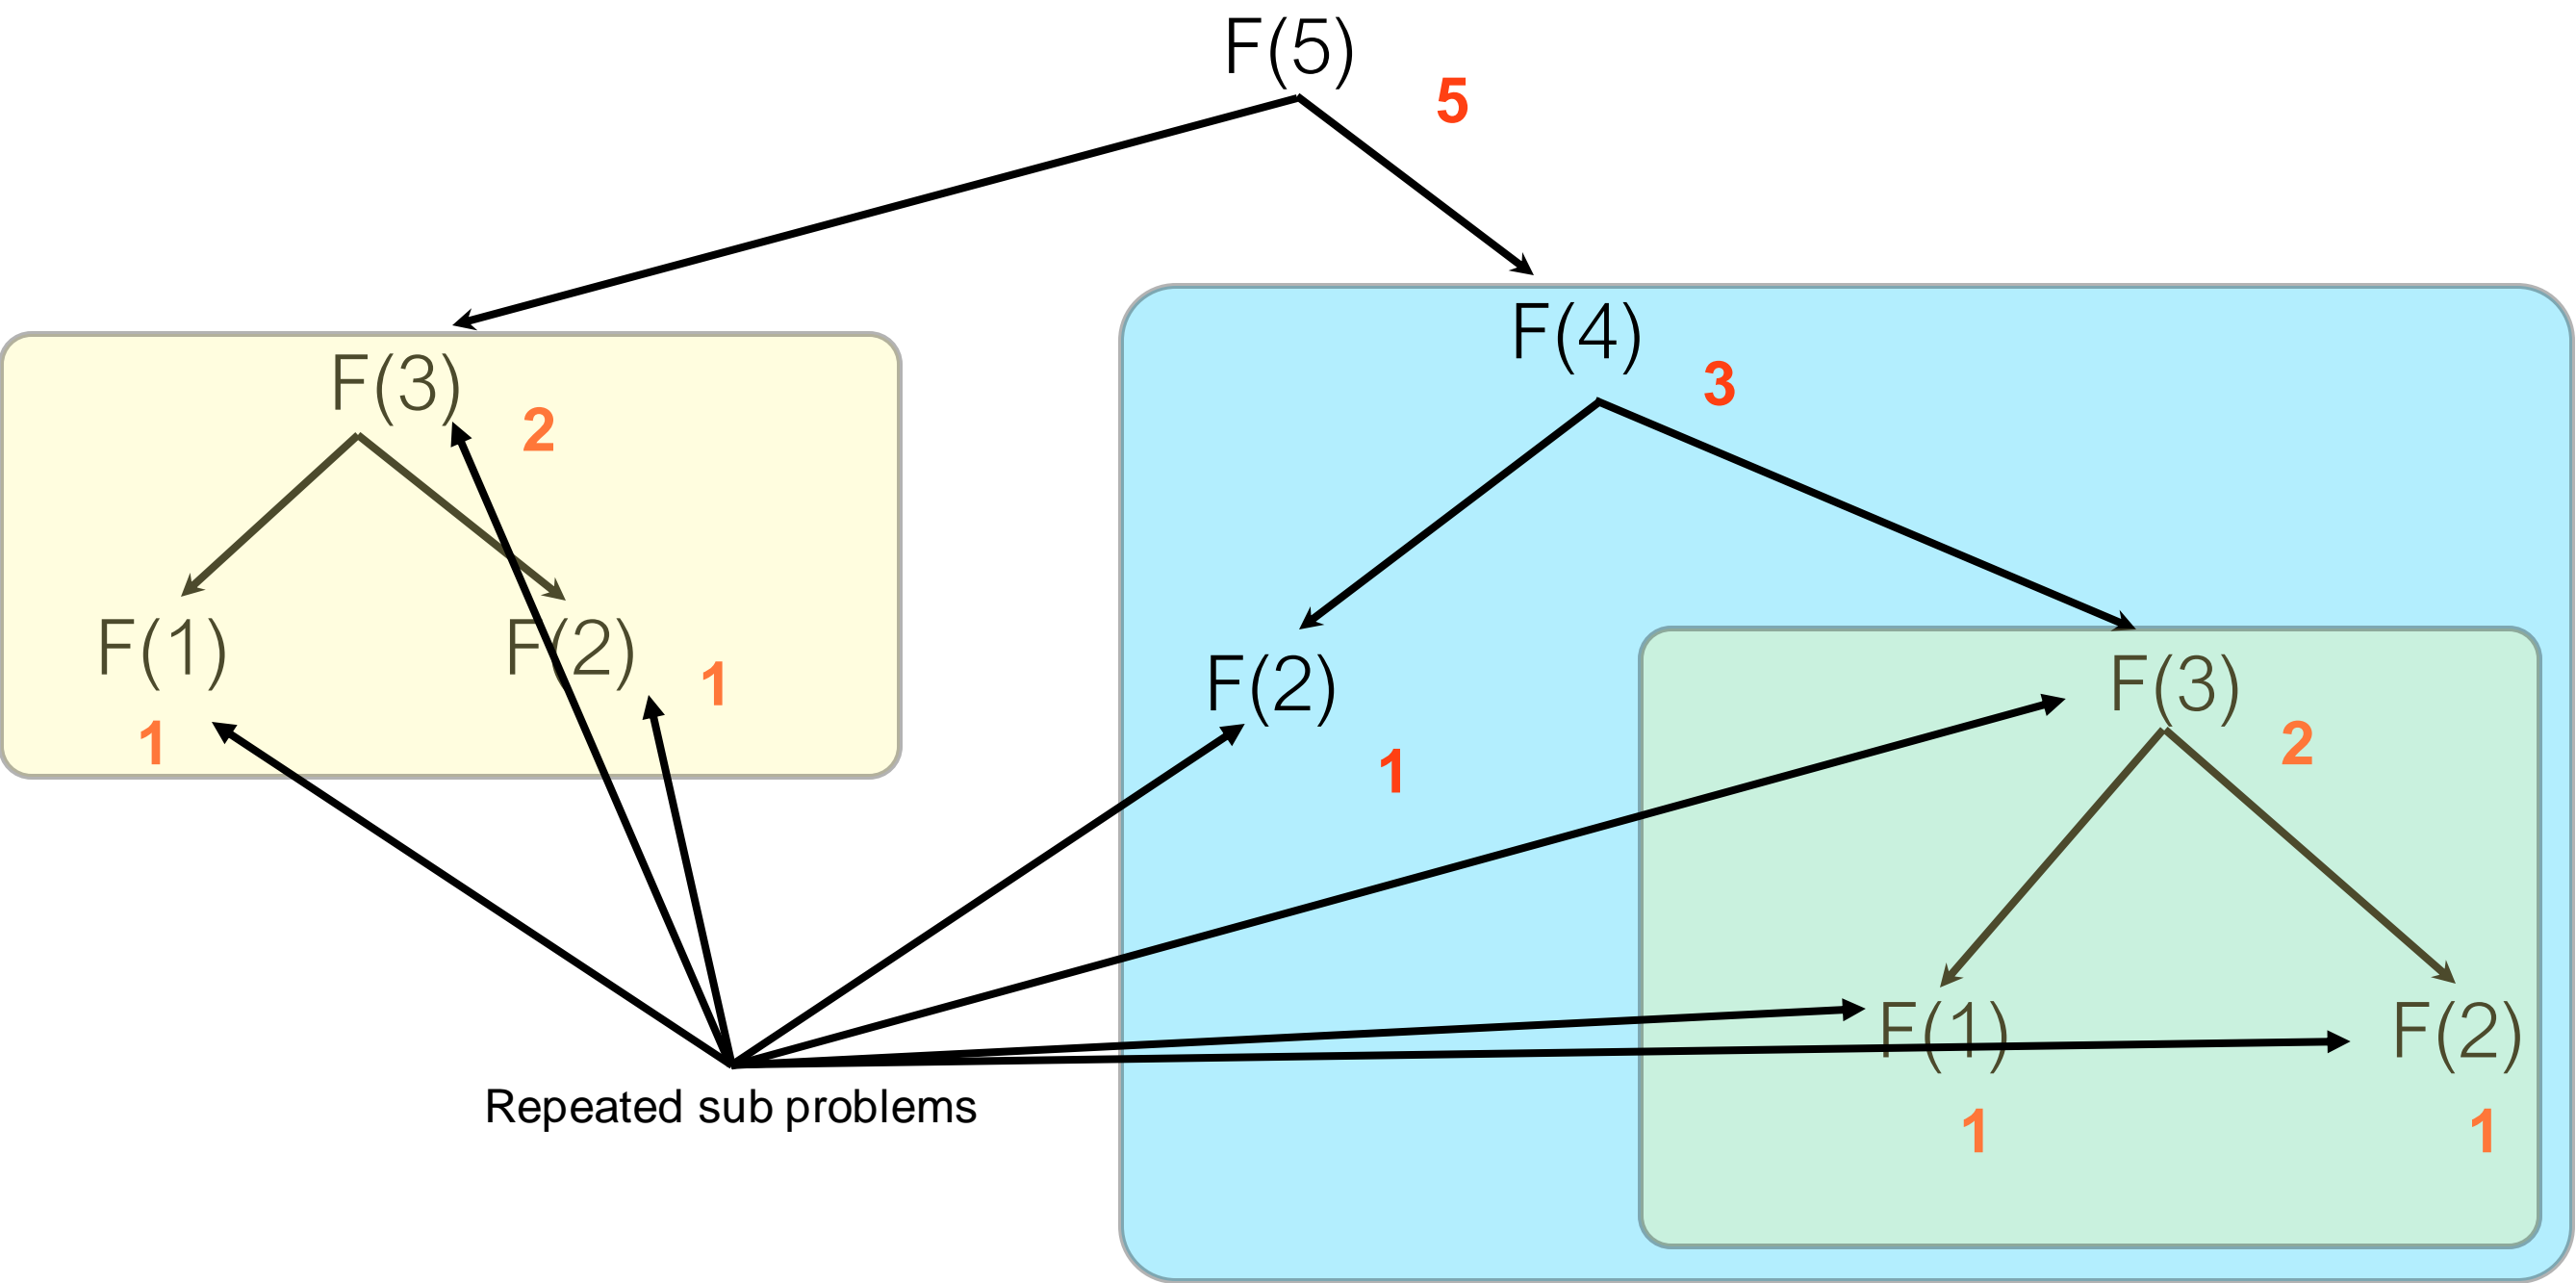 F(5)
5
F(4)
3
F(3)
2
F(1)
1
F(2)
1
F(2)
1
F(3)
2
F(1)
1
F(2)
1
Repeated sub problems